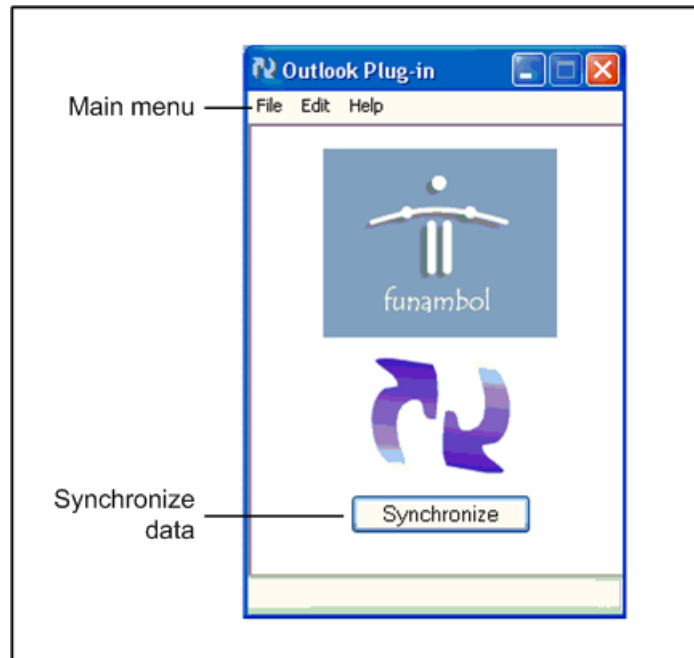 Outlook Plug-in
Main menu
File Edit Help
funambol
Synchronize
data
Synchronize